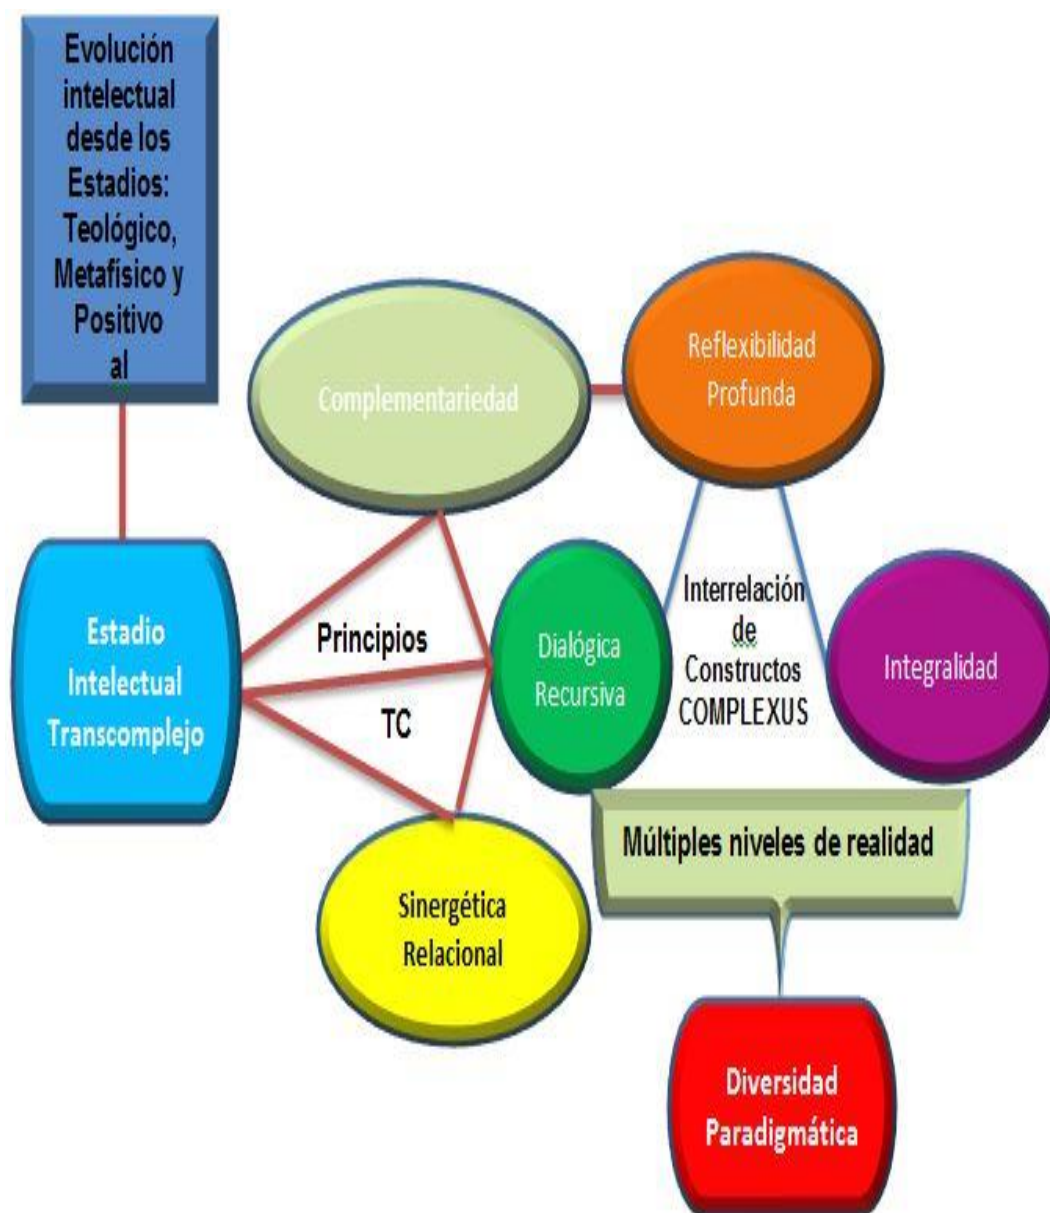 Evolución
intelectual
desde los
Estadios:
Teológico,
Metafísico y
Positivo
al
Complementariedad
Reflexibilidad
Profunda
Estadio
Intelectual
Transcomplejo
Principios
TC
Dialógica
Recursiva
Interrelación
de
Constructos
COMPLEXUS
Integralidad
Sinergética
Relacional
Múltiples niveles de realidad
Diversidad
Paradigmática